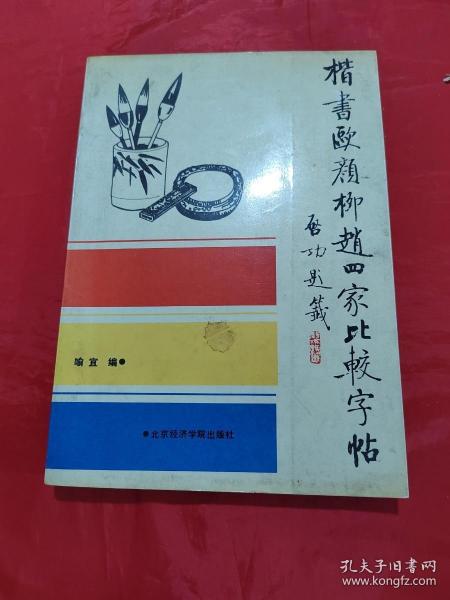 楷書歐顏柳趙四家比較字帖
啓功題籤
喻宜 编●
●北京经济学院出版社
孔夫子旧书网
www.kongfz.com